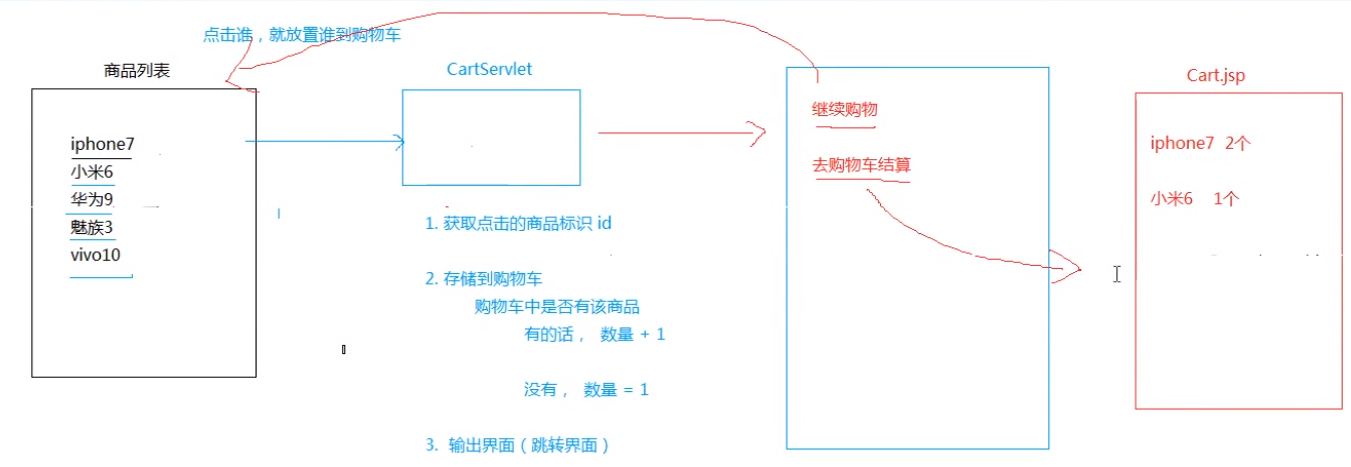 点击谁，就放置谁到购物车
商品列表
iphone7
小米6
华为9
魅族3
vivo10
CartServlet
1. 获取点击的商品标识 id
2. 存储到购物车
购物车中是否有该商品
有的话， 数量 + 1
没有， 数量 = 1
3. 输出界面（跳转界面）
继续购物
去购物车结算
Cart.jsp
iphone7 2个
小米6 1个